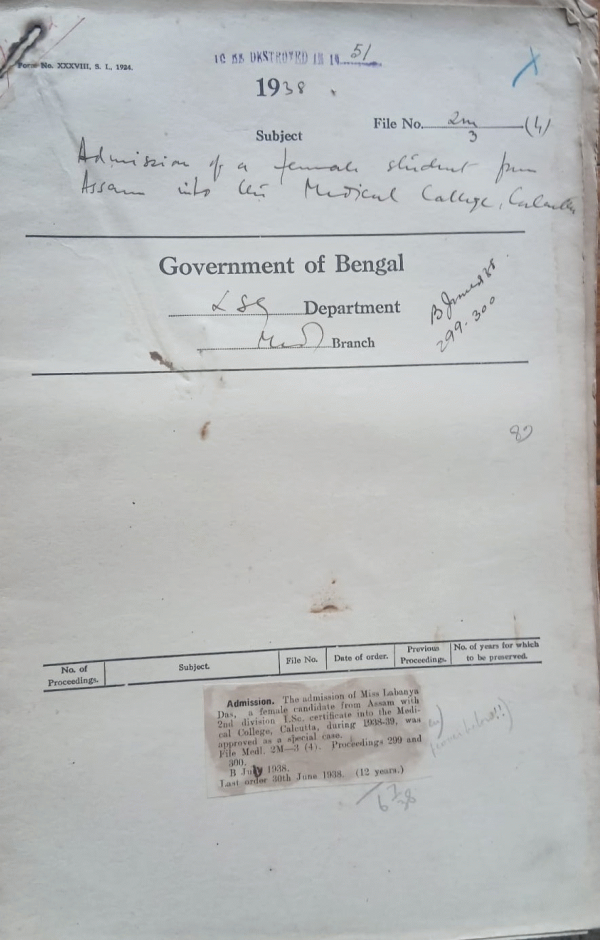 Form No. XXXVIII, S. I., 1924.
TO BE DESTROYED IN 19 51
1938.
File No. 2m/3 (4)
Subject
Admission of a female student from
Assam into the Medical College, Calcutta
Government of Bengal
LSG Department
Med Branch
299.300
No. of Proceedings.
Subject.
File No.
Date of order.
Previous Proceedings.
No. of years for which to be preserved.
Admission. The admission of Miss Labanya
Das, a female candidate from Assam with
2nd division I.Sc. certificate into the Medi-
cal College, Calcutta, during 1938-39, was
approved as a special case.
File Medl. 2M—3 (4). Proceedings 299 and
300.
B July 1938.
Last order 30th June 1938. (12 years.)